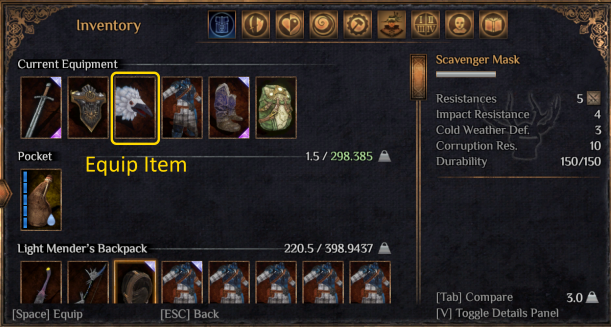 Inventory
Current Equipment
Equip Item
Pocket
1.5 / 298.385
Light Mender's Backpack
220.5 / 398.9437
[Space] Equip
[ESC] Back
Scavenger Mask
Resistances 5
Impact Resistance 4
Cold Weather Def. 3
Corruption Res. 10
Durability 150/150
[Tab] Compare 3.0
[V] Toggle Details Panel